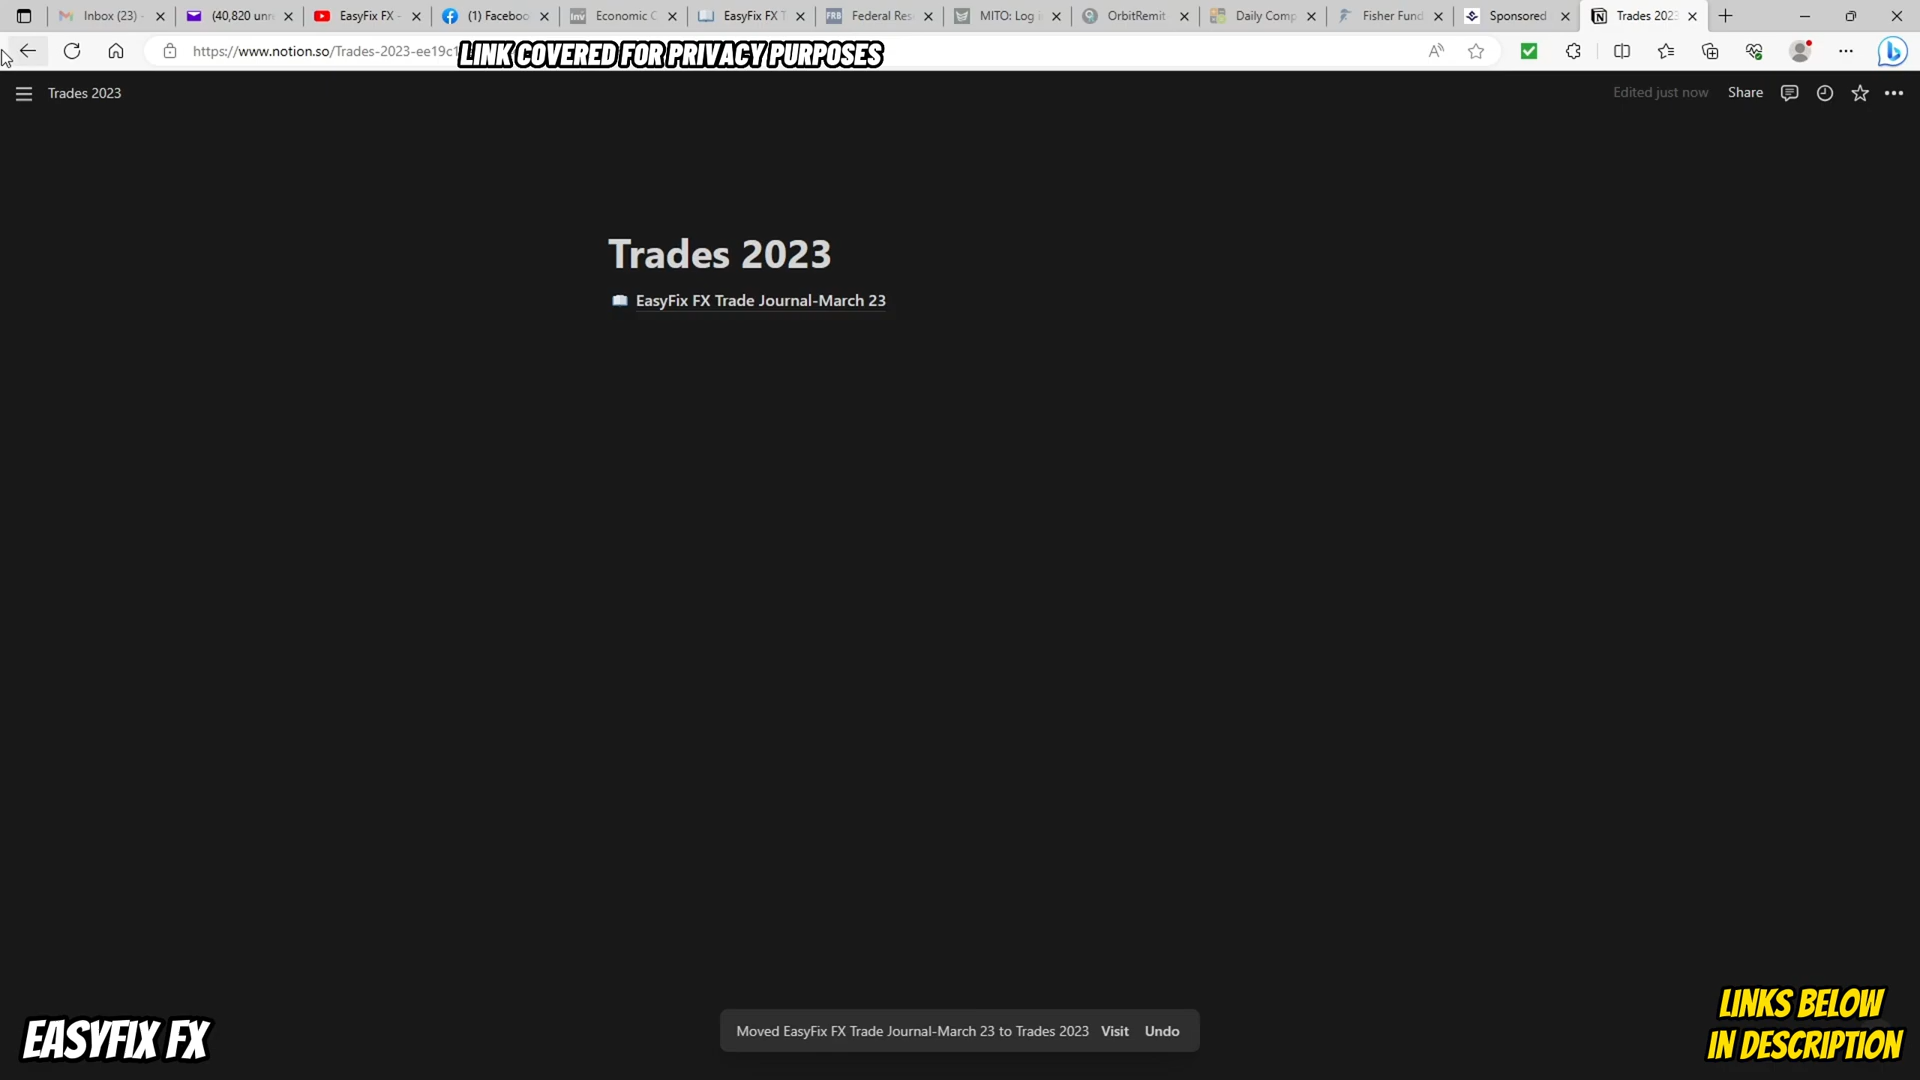 Inbox (23) -
(40,820 unr
EasyFix FX -
(1) Faceboo
Economic C
EasyFix FX T
Federal Res
MITO: Log i
OrbitRemit
Daily Comp
Fisher Fund
Sponsored
Trades 2023
https://www.notion.so/Trades-2023-ee19c1
LINK COVERED FOR PRIVACY PURPOSES
Trades 2023
Edited just now
Share
Trades 2023
EasyFix FX Trade Journal-March 23
LINKS BELOW
IN DESCRIPTION
EASYFIX FX
Moved EasyFix FX Trade Journal-March 23 to Trades 2023 Visit Undo